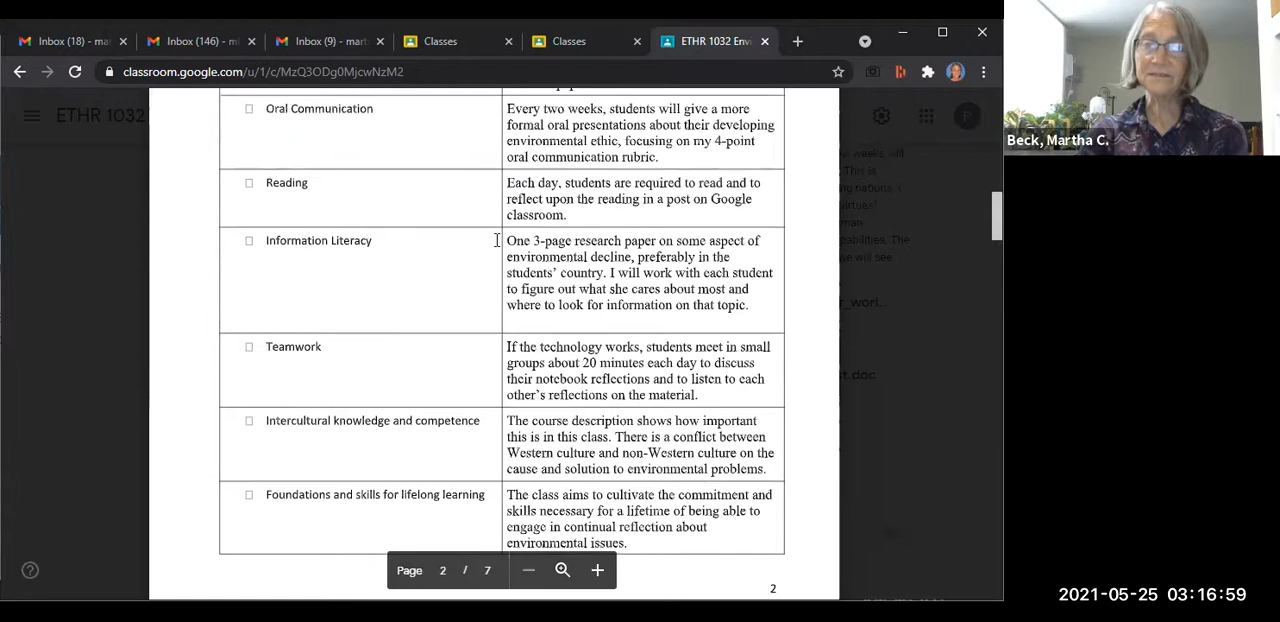 Inbox (18) - ma
Inbox (146) - m
Inbox (9) - mart
Classes
Classes
ETHR 1032 Envi
classroom.google.com/u/1/c/MzQ3ODg0MjcwNzM2
ETHR 1032
P
Oral Communication
Every two weeks, students will give a more
formal oral presentations about their developing
environmental ethic, focusing on my 4-point
oral communication rubric.
Reading
Each day, students are required to read and to
reflect upon the reading in a post on Google
classroom.
Information Literacy
One 3-page research paper on some aspect of
environmental decline, preferably in the
students' country. I will work with each student
to figure out what she cares about most and
where to look for information on that topic.
Teamwork
If the technology works, students meet in small
groups about 20 minutes each day to discuss
their notebook reflections and to listen to each
other's reflections on the material.
Intercultural knowledge and competence
The course description shows how important
this is in this class. There is a conflict between
Western culture and non-Western culture on the
cause and solution to environmental problems.
Foundations and skills for lifelong learning
The class aims to cultivate the commitment and
skills necessary for a lifetime of being able to
engage in continual reflection about
environmental issues.
Page 2 / 7
2
Beck, Martha C.
2021-05-25 03:16:59